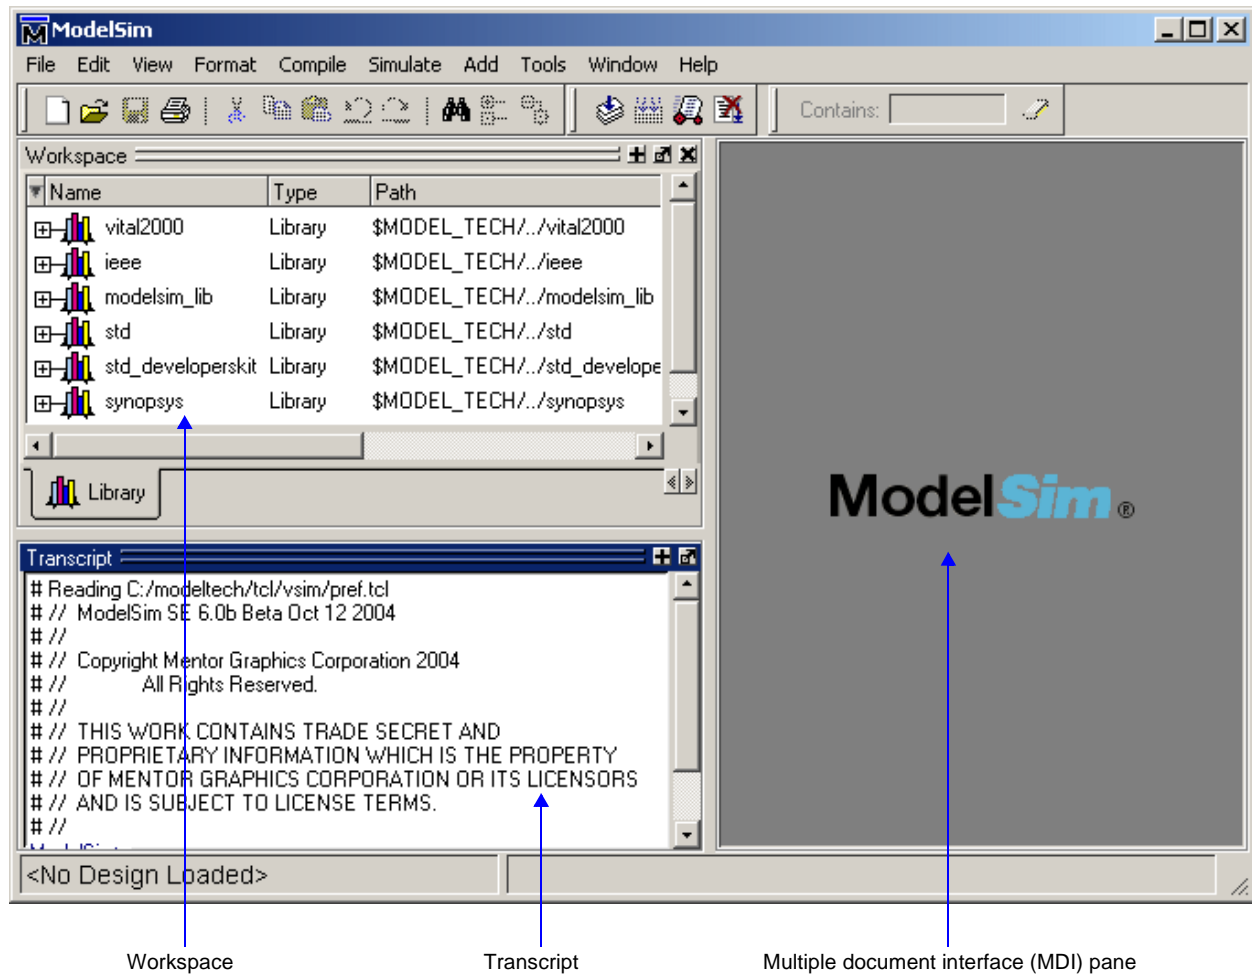 ModelSim
File Edit View Format Compile Simulate Add Tools Window Help
Contains:
Workspace
Name Type Path
vital2000 Library $MODEL_TECH/../vital2000
ieee Library $MODEL_TECH/../ieee
modelsim_lib Library $MODEL_TECH/../modelsim_lib
std Library $MODEL_TECH/../std
std_developerskit Library $MODEL_TECH/../std_develope
synopsys Library $MODEL_TECH/../synopsys
Library
ModelSim®
Transcript
# Reading C:/modeltech/tcl/vsim/pref.tcl
# // ModelSim SE 6.0b Beta Oct 12 2004
# //
# // Copyright Mentor Graphics Corporation 2004
# // All Rights Reserved.
# //
# // THIS WORK CONTAINS TRADE SECRET AND
# // PROPRIETARY INFORMATION WHICH IS THE PROPERTY
# // OF MENTOR GRAPHICS CORPORATION OR ITS LICENSORS
# // AND IS SUBJECT TO LICENSE TERMS.
# //
<No Design Loaded>
Workspace Transcript Multiple document interface (MDI) pane